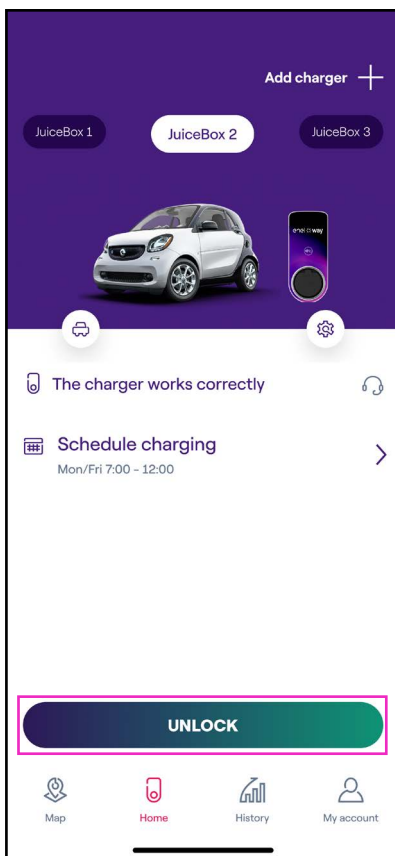 Add charger
JuiceBox 1
JuiceBox 2
JuiceBox 3
enel x way
The charger works correctly
Schedule charging
Mon/Fri 7:00 - 12:00
UNLOCK
Map
Home
History
My account